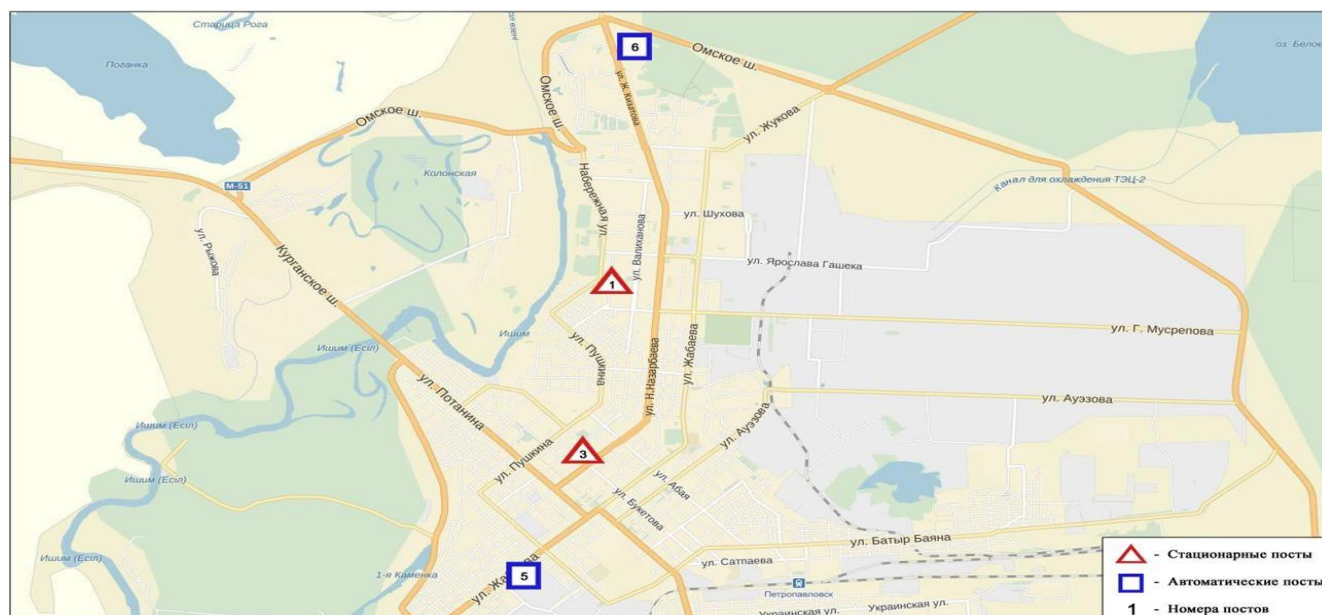 Старица Рога
Поганка
6
Омское ш.
оз. Белое
ул. Ж. Кизатова
Омское ш.
Омское ш.
ул. Жукова
Колонская
Канал для охлаждения ТЭЦ-2
М-51
Набережная ул.
ул. Шухова
ул. Валиханова
ул. Рыжова
Курганское ш.
ул. Ярослава Гашека
1
Ишим
ул. Г. Мусрепова
Ишим (Есіл)
ул. Пушкина
ул. Жабаева
ул. Н.Назарбаева
ул. Потанина
ул. Ауэзова
ул. Ауэзова
Ишим (Есіл)
3
ул. Пушкина
Ишим (Есіл)
ул. Абая
ул. Букетова
ул. Батыр Баяна
Ишим (Есіл)
1-я Каменка
5
ул. Сатпаева
Петропавловск
Украинская ул.
Украинская ул.
- Стационарные посты
- Автоматические посты
1 - Номера постов